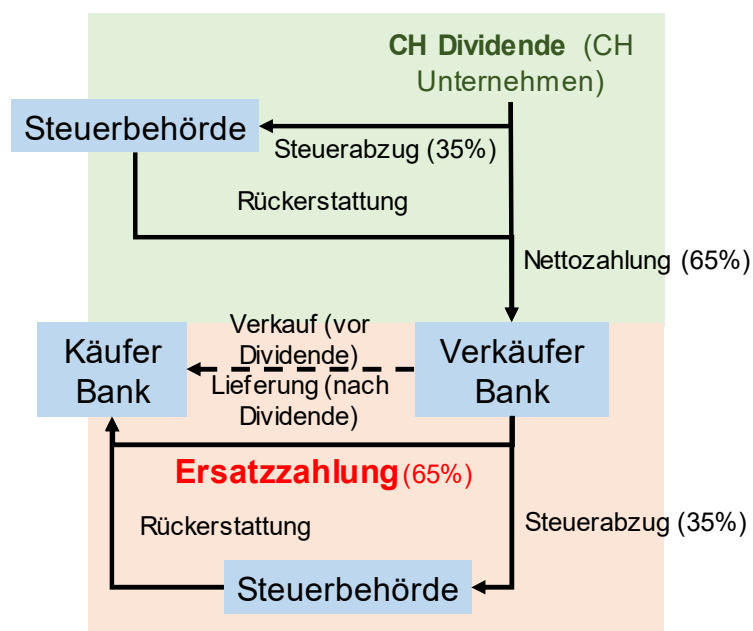 CH Dividende (CH
Unternehmen)
Steuerbehörde
Steuerabzug (35%)
Rückerstattung
Nettozahlung (65%)
Käufer
Bank
Verkauf (vor
Dividende)
Lieferung (nach
Dividende)
Verkäufer
Bank
Ersatzzahlung (65%)
Rückerstattung
Steuerabzug (35%)
Steuerbehörde